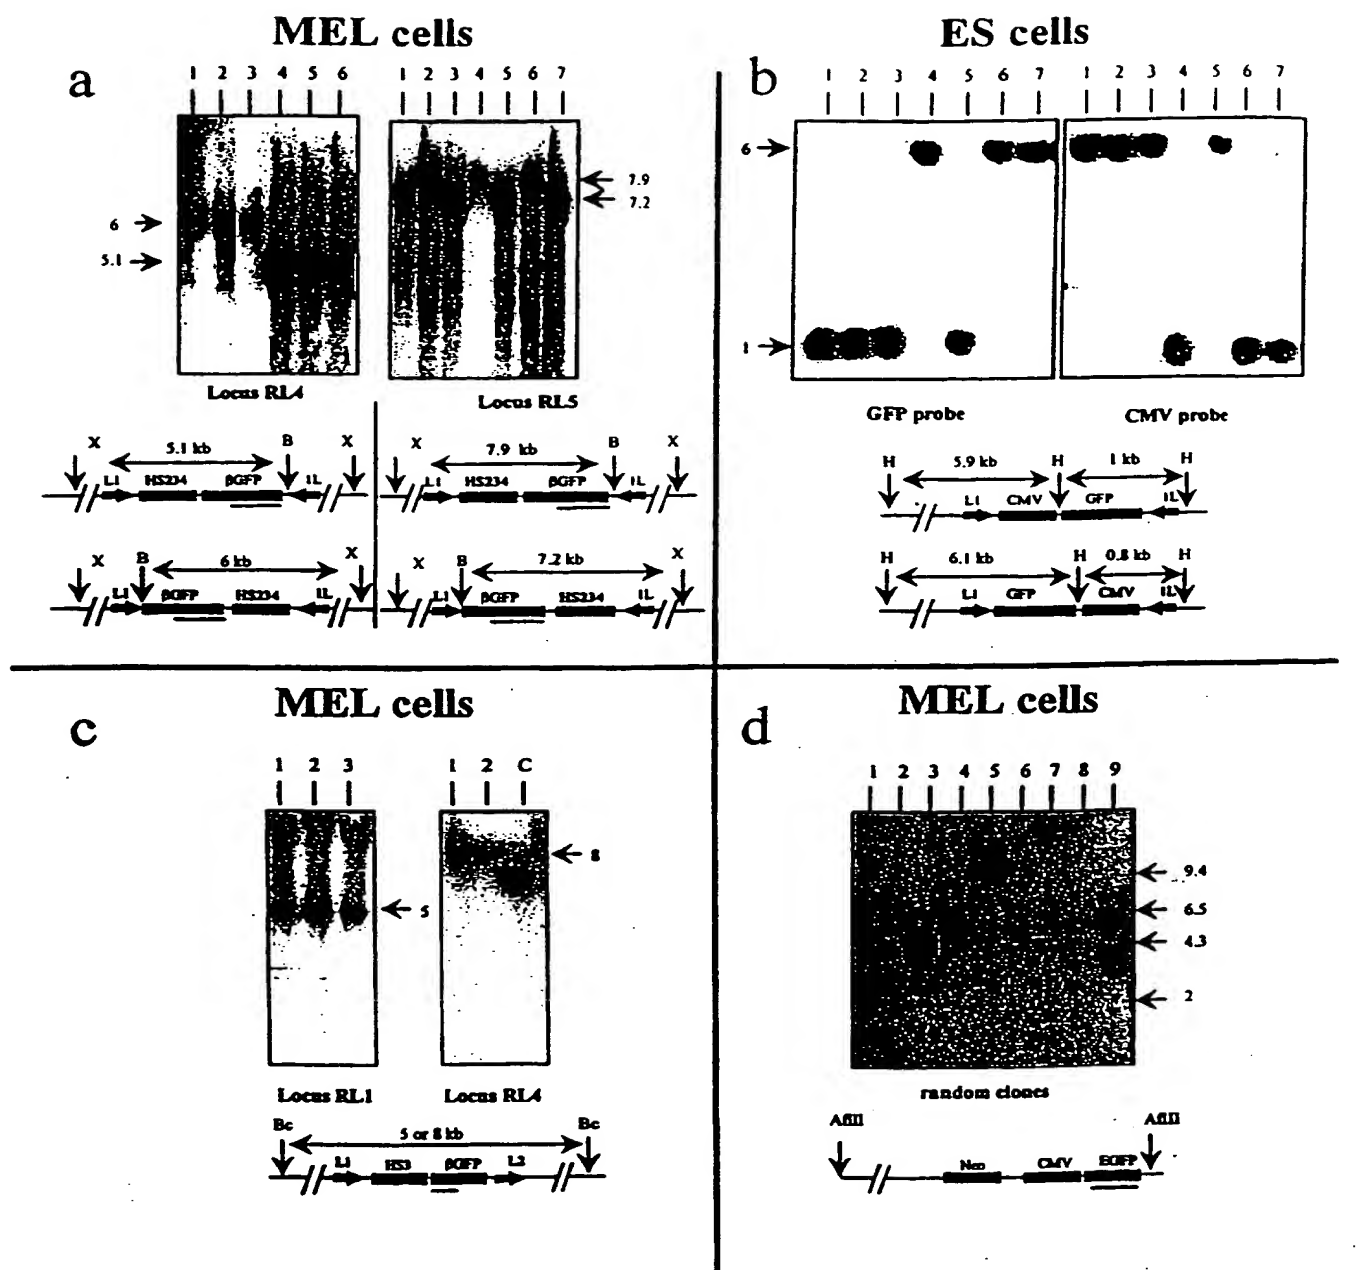 MEL cells
a
1 2 3 4 5 6
1 2 3 4 5 6 7
6
5.1
7.9
7.2
Locus RL4
Locus RL5
X 5.1 kb B X
L1 HS234 βGFP 1L
X 7.9 kb B X
L1 HS234 βGFP 1L
X B 6 kb X
L1 βGFP HS234 1L
X B 7.2 kb X
L1 βGFP HS234 1L
ES cells
b
1 2 3 4 5 6 7
1 2 3 4 5 6 7
6
1
GFP probe
CMV probe
H 5.9 kb H 1 kb H
L1 CMV GFP 1L
H 6.1 kb H 0.8 kb H
L1 GFP CMV 1L
MEL cells
c
1 2 3
1 2 C
8
5
Locus RL1
Locus RL4
Bc 5 or 8 kb Bc
L1 HS3 βGFP L2
MEL cells
d
1 2 3 4 5 6 7 8 9
9.4
6.5
4.3
2
random clones
AflII AflII
Neo CMV EGFP